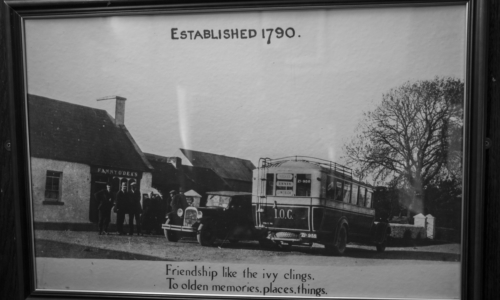 ESTABLISHED 1790.
I.O.C.
Friendship like the ivy clings.
To olden memories, places, things.